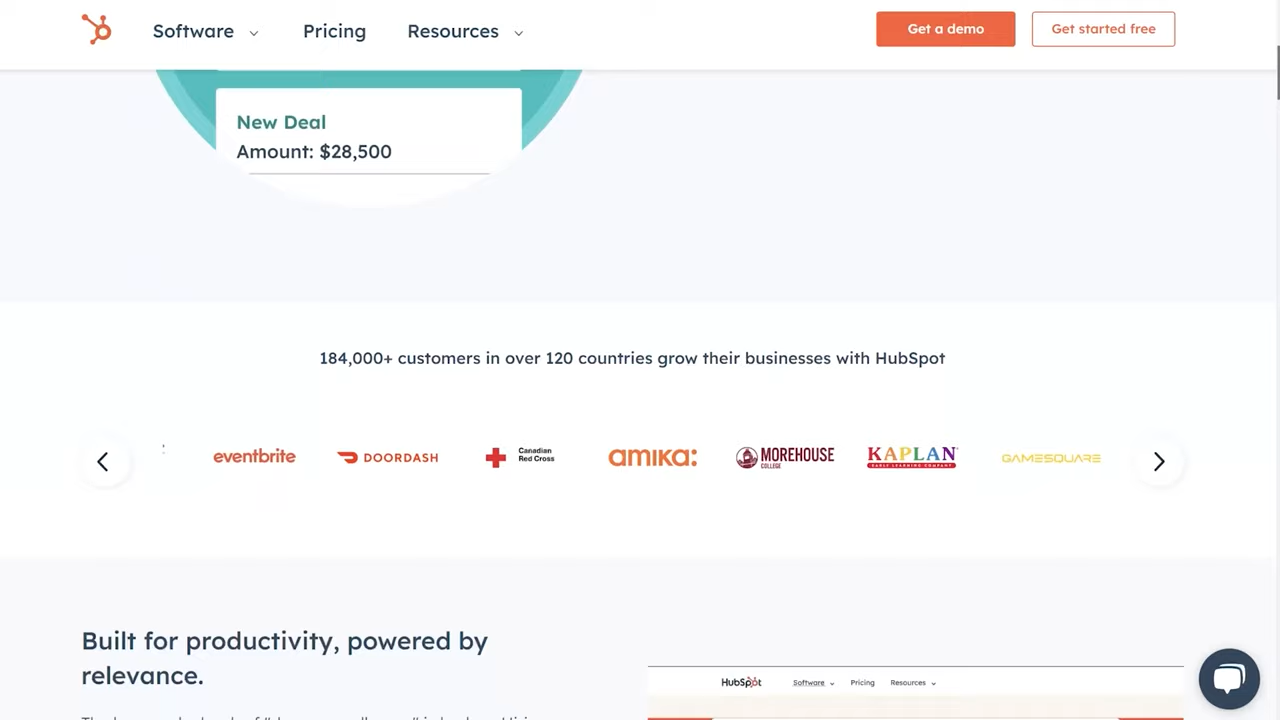 Software
Pricing
Resources
Get a demo
Get started free
New Deal
Amount: $28,500
184,000+ customers in over 120 countries grow their businesses with HubSpot
eventbrite
DOORDASH
Canadian
Red Cross
amika:
MOREHOUSE
COLLEGE
KAPLAN
GAMESQUARE
Built for productivity, powered by
relevance.
HubSpot
Software
Pricing
Resources